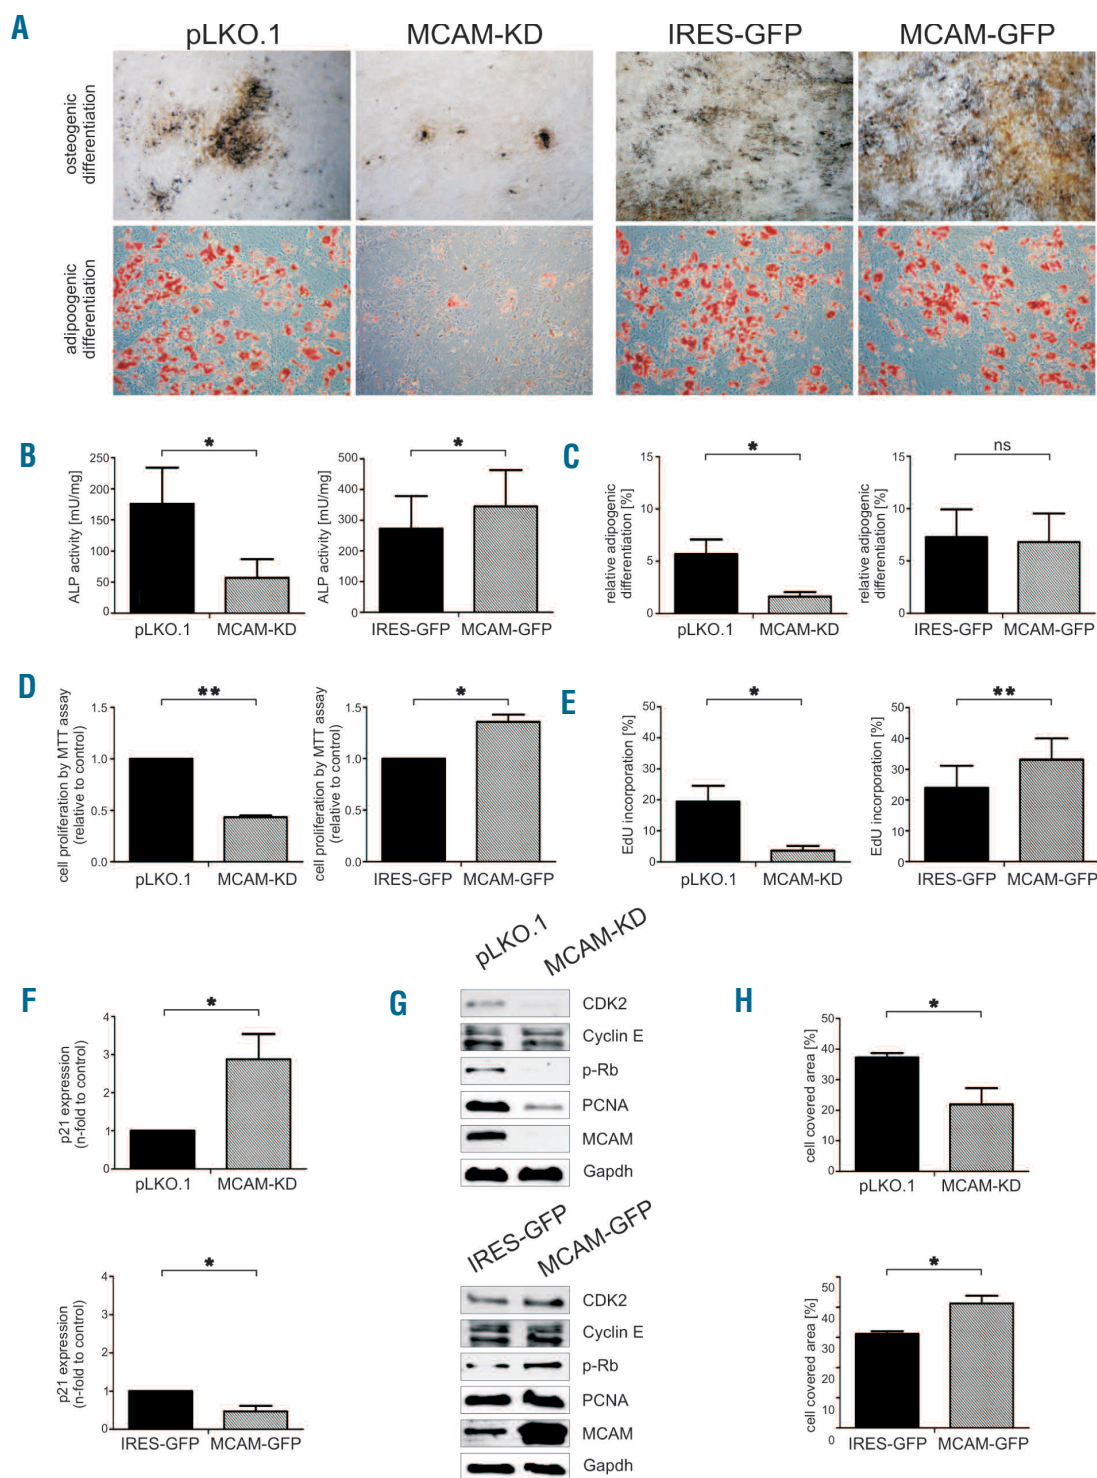 A
pLKO.1 MCAM-KD IRES-GFP MCAM-GFP
osteogenic
differentiation
adipoogenic
differentiation
B
ALP activity [mU/mg]
250
200
150
100
50
0
*
pLKO.1 MCAM-KD
ALP activity [mU/mg]
500
400
300
200
100
0
*
IRES-GFP MCAM-GFP
C
relative adipogenic
differentiation [%]
15
10
5
0
*
pLKO.1 MCAM-KD
relative adipogenic
differentiation [%]
15
10
5
0
ns
IRES-GFP MCAM-GFP
D
cell proliferation by MTT assay
(relative to control)
1.5
1.0
0.5
0.0
**
pLKO.1 MCAM-KD
cell proliferation by MTT assay
(relative to control)
1.5
1.0
0.5
0.0
*
IRES-GFP MCAM-GFP
E
EdU incorporation [%]
50
40
30
20
10
0
*
pLKO.1 MCAM-KD
EdU incorporation [%]
50
40
30
20
10
0
**
IRES-GFP MCAM-GFP
F
p21 expression
(n-fold to control)
4
3
2
1
0
*
pLKO.1 MCAM-KD
p21 expression
(n-fold to control)
4
3
2
1
0
*
IRES-GFP MCAM-GFP
G
pLKO.1 MCAM-KD
CDK2
Cyclin E
p-Rb
PCNA
MCAM
Gapdh
IRES-GFP MCAM-GFP
CDK2
Cyclin E
p-Rb
PCNA
MCAM
Gapdh
H
cell covered area [%]
50
40
30
20
10
0
*
pLKO.1 MCAM-KD
cell covered area [%]
50
40
30
20
10
0
*
IRES-GFP MCAM-GFP